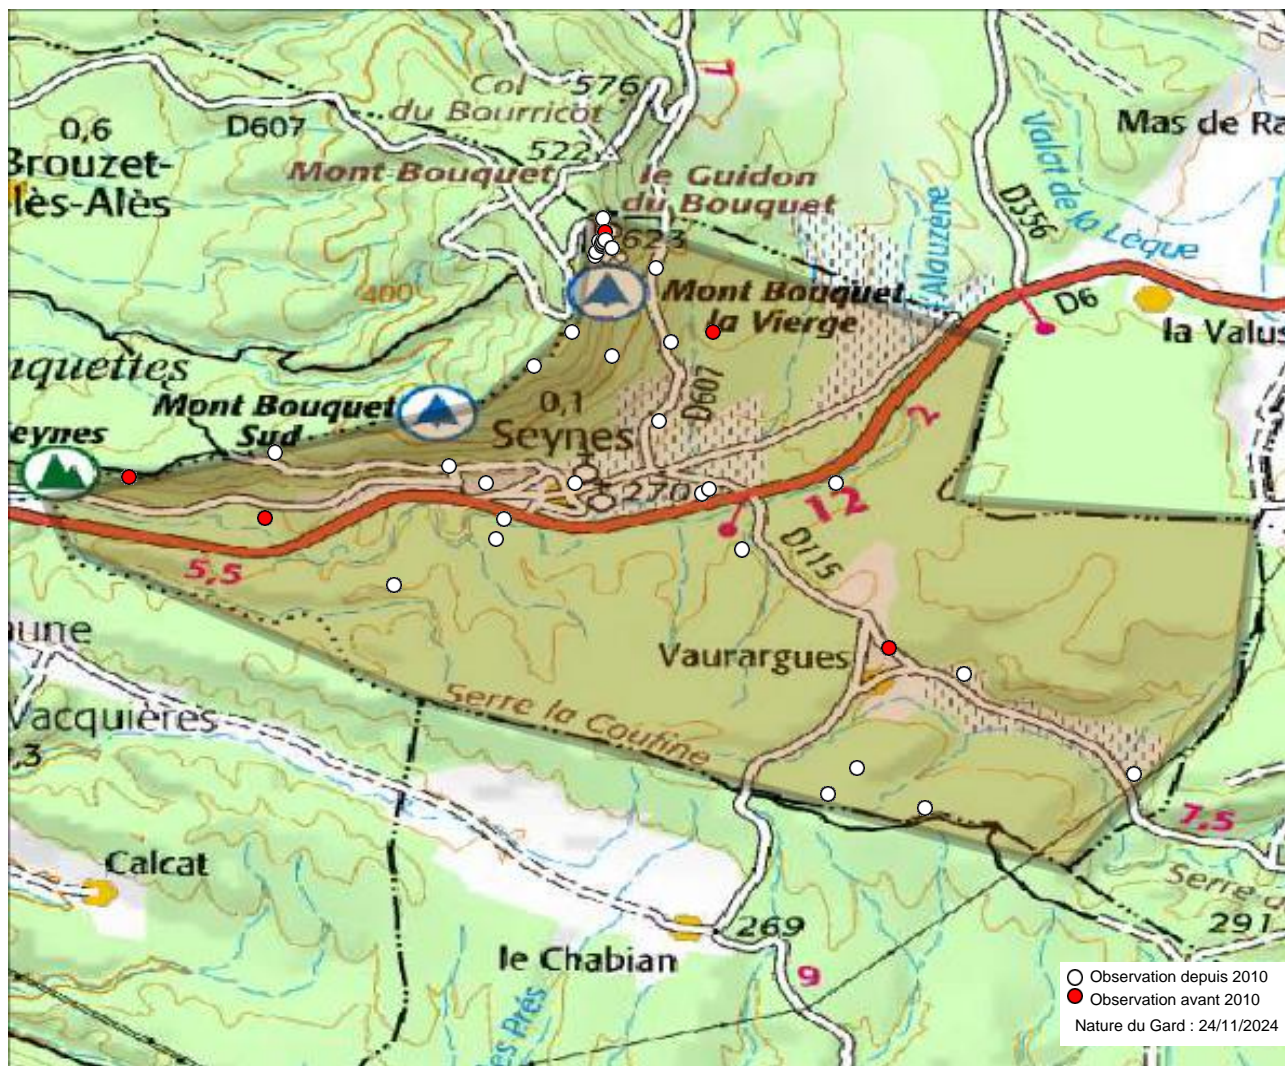 1
Col 576
du Bourricot
0,6
D607
Brouzet-
lès-Alès
Mas de Ra
Valat de la Lèque
522
Mont Bouquet
le Guidon
du Bouquet
D356
Alauzène
623
400
Mont Bouquet
la Vierge
D6
la Valus
uquettes
Mont Bouquet
Sud
0,1
Seynes
D607
2
eynes
270
12
D115
5,5
une
Vaurargues
Vacquières
,3
Serre la Coufine
7,5
Calcat
Serre d
291
269
le Chabian
9
es Prés
Observation depuis 2010
Observation avant 2010
Nature du Gard : 24/11/2024